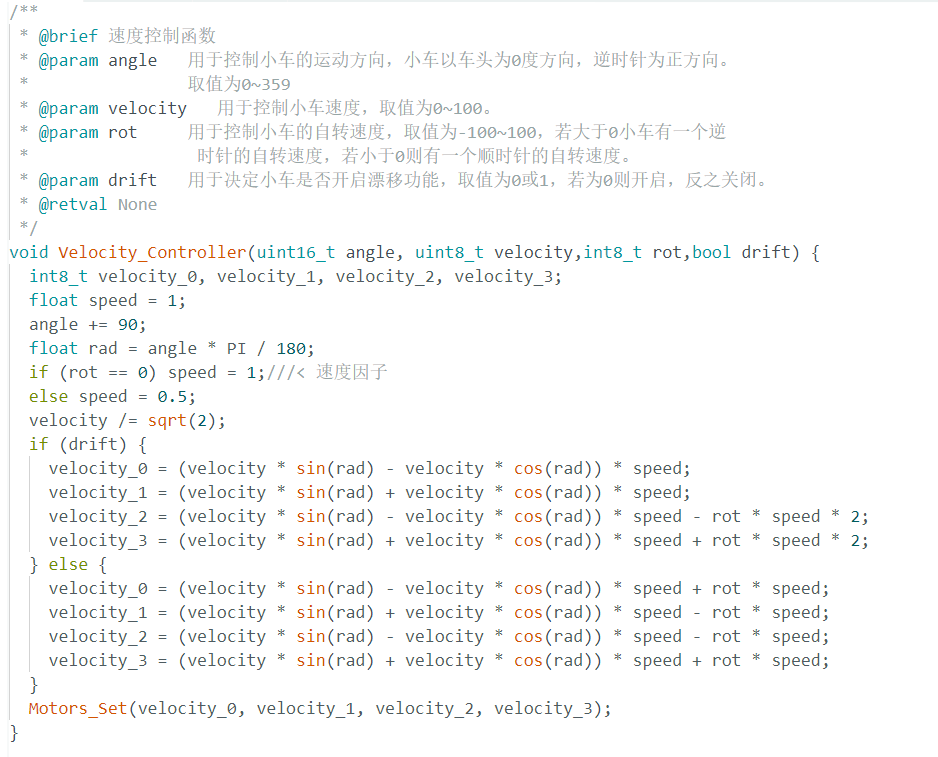 /**
 * @brief 速度控制函数
 * @param angle   用于控制小车的运动方向，小车以车头为0度方向，逆时针为正方向。
 *                取值为0~359
 * @param velocity   用于控制小车速度，取值为0~100。
 * @param rot     用于控制小车的自转速度，取值为-100~100，若大于0小车有一个逆
 *                 时针的自转速度，若小于0则有一个顺时针的自转速度。
 * @param drift   用于决定小车是否开启漂移功能，取值为0或1，若为0则开启，反之关闭。
 * @retval None
 */
void Velocity_Controller(uint16_t angle, uint8_t velocity,int8_t rot,bool drift) {
  int8_t velocity_0, velocity_1, velocity_2, velocity_3;
  float speed = 1;
  angle += 90;
  float rad = angle * PI / 180;
  if (rot == 0) speed = 1;///< 速度因子
  else speed = 0.5;
  velocity /= sqrt(2);
  if (drift) {
    velocity_0 = (velocity * sin(rad) - velocity * cos(rad)) * speed;
    velocity_1 = (velocity * sin(rad) + velocity * cos(rad)) * speed;
    velocity_2 = (velocity * sin(rad) - velocity * cos(rad)) * speed - rot * speed * 2;
    velocity_3 = (velocity * sin(rad) + velocity * cos(rad)) * speed + rot * speed * 2;
  } else {
    velocity_0 = (velocity * sin(rad) - velocity * cos(rad)) * speed + rot * speed;
    velocity_1 = (velocity * sin(rad) + velocity * cos(rad)) * speed - rot * speed;
    velocity_2 = (velocity * sin(rad) - velocity * cos(rad)) * speed - rot * speed;
    velocity_3 = (velocity * sin(rad) + velocity * cos(rad)) * speed + rot * speed;
  }
  Motors_Set(velocity_0, velocity_1, velocity_2, velocity_3);
}